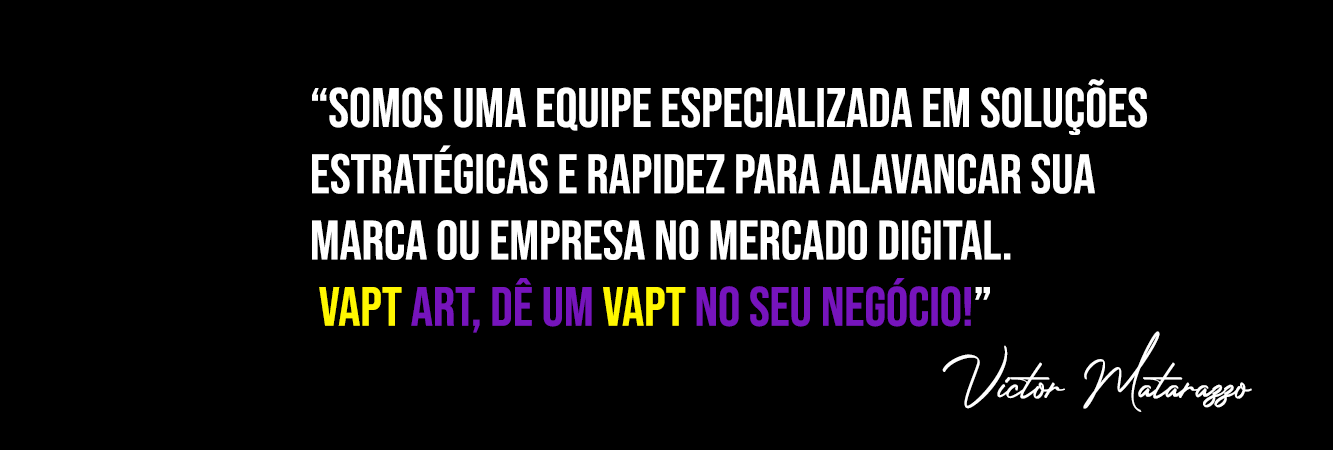 “SOMOS UMA EQUIPE ESPECIALIZADA EM SOLUÇÕES
ESTRATÉGICAS E RAPIDEZ PARA ALAVANCAR SUA
MARCA OU EMPRESA NO MERCADO DIGITAL.
VAPT ART, DÊ UM VAPT NO SEU NEGÓCIO!”
Victor Matarazzo